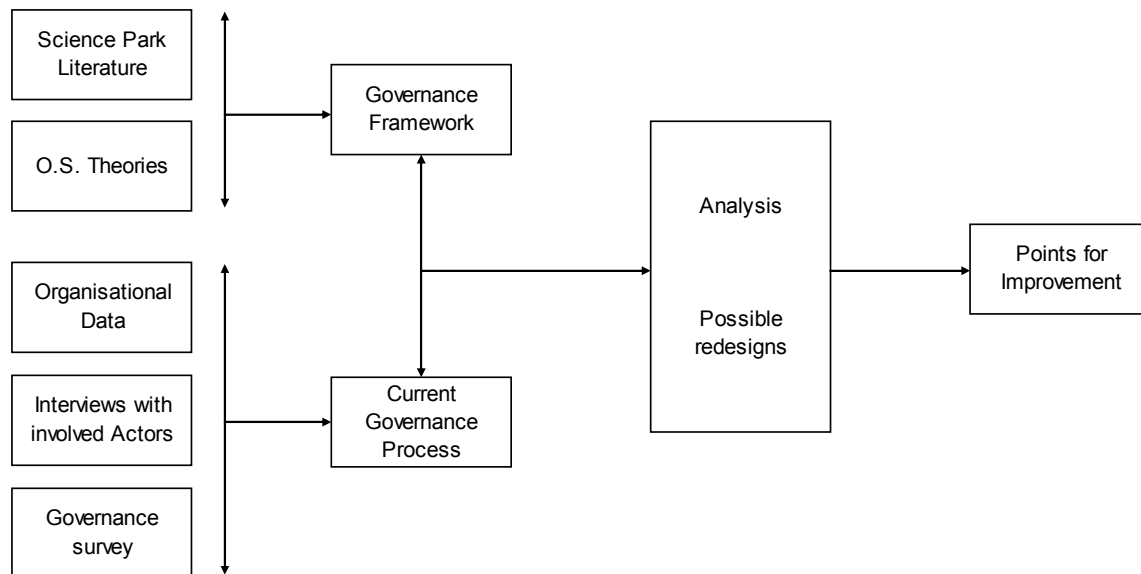 Science Park
Literature
O.S. Theories
Organisational
Data
Interviews with
involved Actors
Governance
survey
Governance
Framework
Current
Governance
Process
Analysis
Possible
redesigns
Points for
Improvement